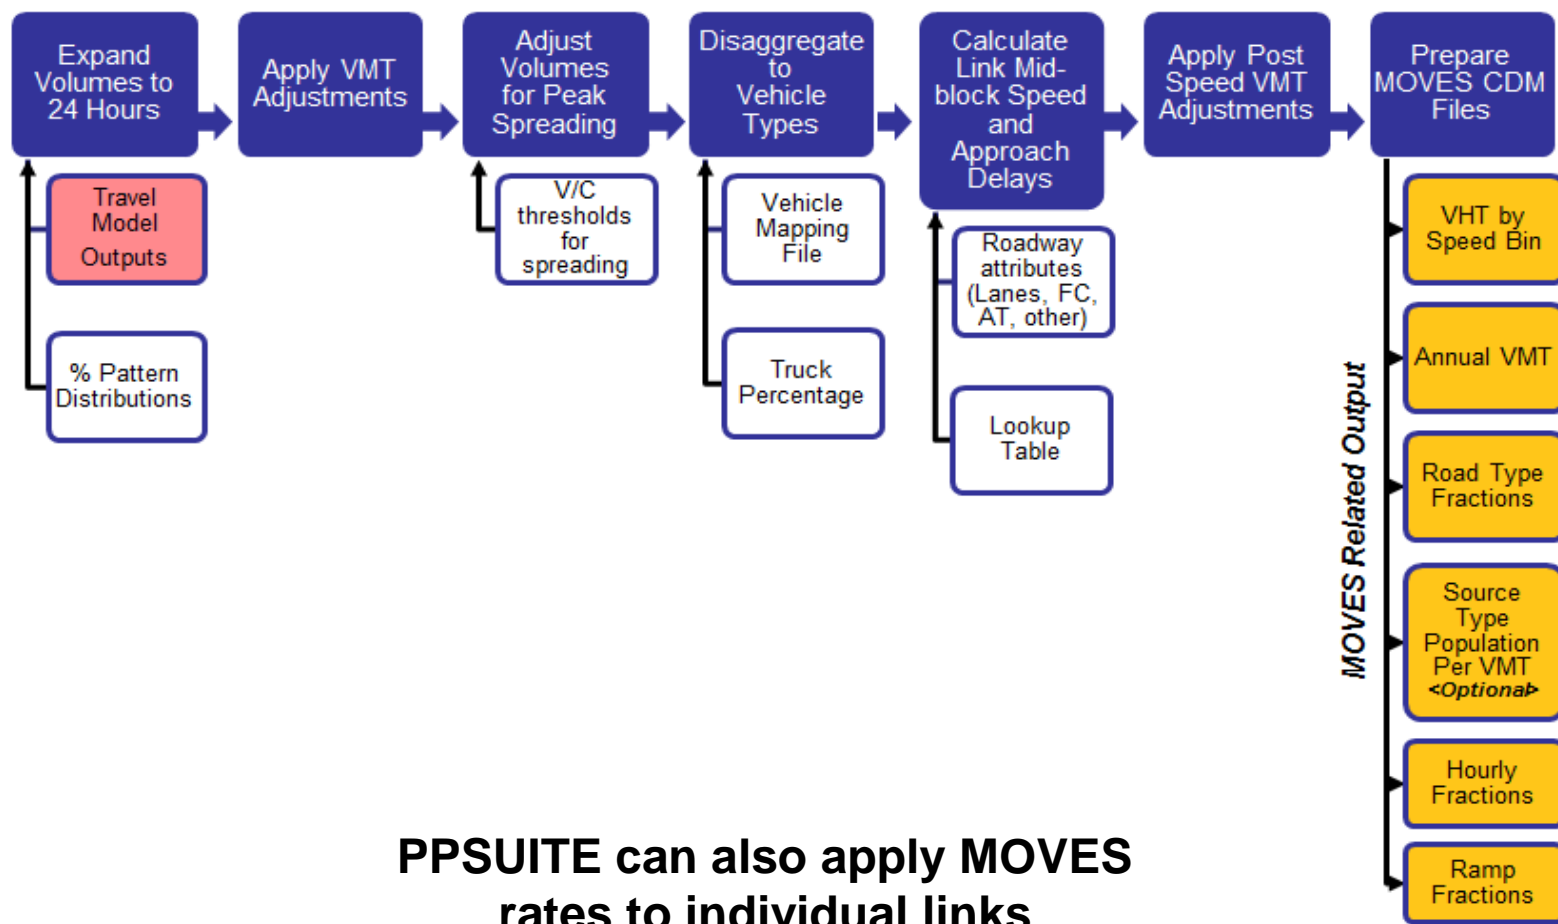 Expand
Volumes to
24 Hours
Apply VMT
Adjustments
Adjust
Volumes
for Peak
Spreading
Disaggregate
to
Vehicle
Types
Calculate
Link Mid-
block Speed
and
Approach
Delays
Apply Post
Speed VMT
Adjustments
Prepare
MOVES CDM
Files
Travel
Model
Outputs
% Pattern
Distributions
V/C
thresholds
for
spreading
Vehicle
Mapping
File
Truck
Percentage
Roadway
attributes
(Lanes, FC,
AT, other)
Lookup
Table
MOVES Related Output
VHT by
Speed Bin
Annual VMT
Road Type
Fractions
Source
Type
Population
Per VMT
<Optional>
Hourly
Fractions
Ramp
Fractions
PPSUITE can also apply MOVES
rates to individual links